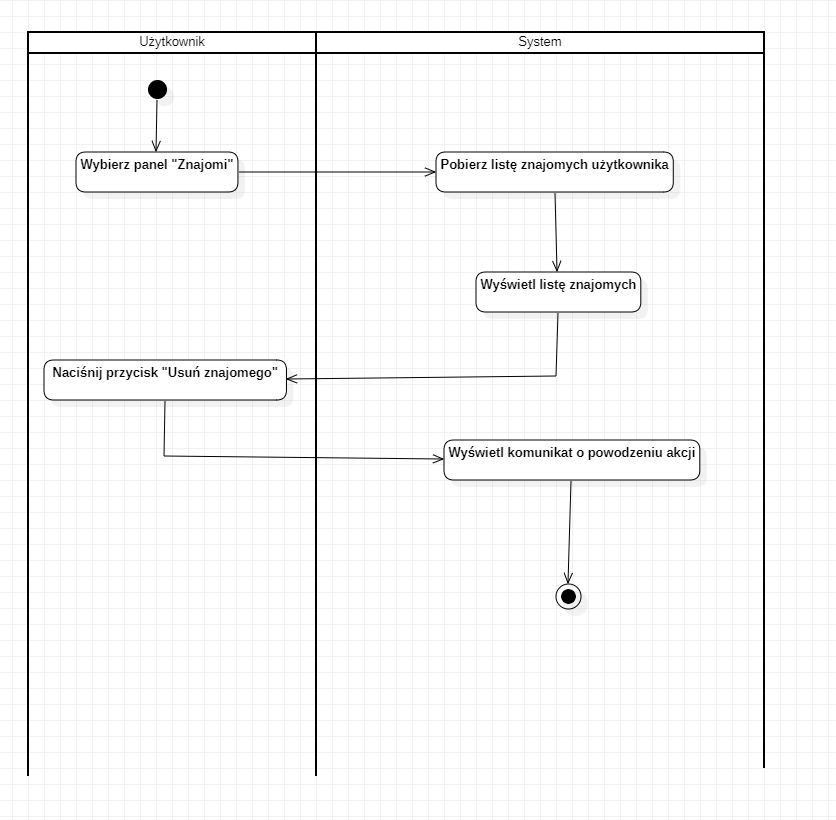 Użytkownik
System
Wybierz panel "Znajomi"
Pobierz listę znajomych użytkownika
Wyświetl listę znajomych
Naciśnij przycisk "Usuń znajomego"
Wyświetl komunikat o powodzeniu akcji